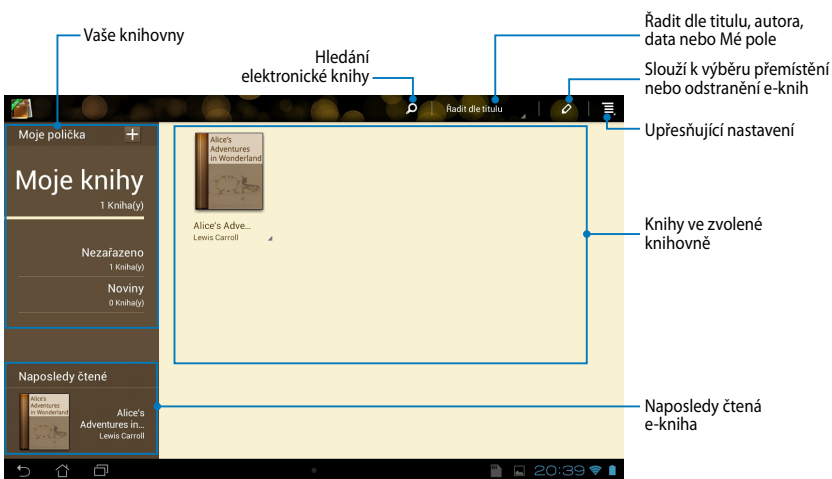 Vaše knihovny
Hledání
elektronické knihy
Řadit dle titulu, autora,
data nebo Mé pole
Slouží k výběru přemístění
nebo odstranění e-knih
Upřesňující nastavení
Řadit dle titulu
Moje polička
Moje knihy
1 Kniha(y)
Nezařazeno
1 Kniha(y)
Noviny
0 Kniha(y)
Alice's
Adventures
in Wonderland
Alice's Adve...
Lewis Carroll
Knihy ve zvolené
knihovně
Naposledy čtené
Alice's
Adventures
in Wonderland
Alice's
Adventures in...
Lewis Carroll
Naposledy čtená
e-kniha
20:39